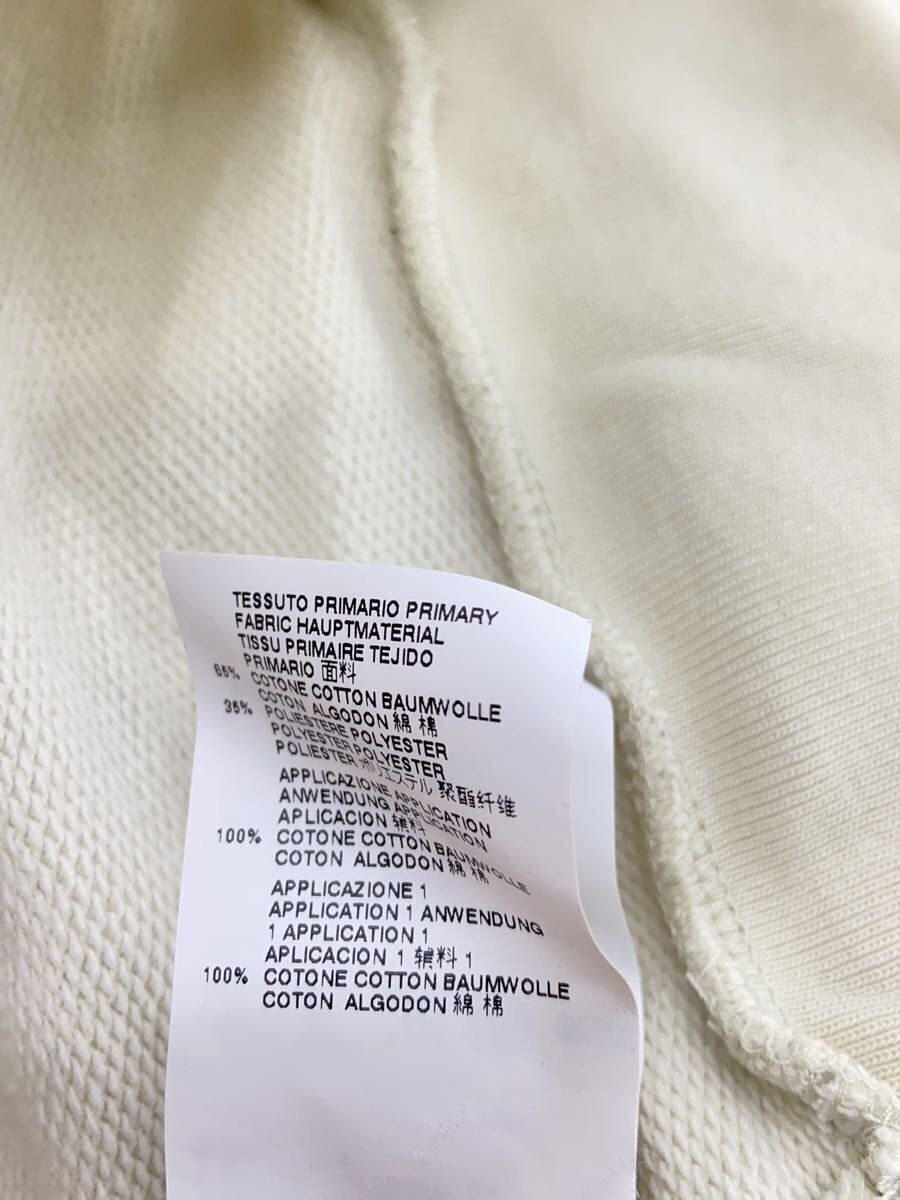 TESSUTO PRIMARIO PRIMARY
FABRIC HAUPTMATERIAL
TISSU PRIMAIRE TEJIDO
PRIMARIO 面料
65% COTONE COTTON BAUMWOLLE
COTON ALGODON 綿 棉
35% POLIESTERE POLYESTER
POLYESTER POLYESTER
POLIESTER ポリエステル 聚酯纤维
APPLICAZIONE APPLICATION
ANWENDUNG APPLICATION
APLICACION 辅料
100% COTONE COTTON BAUMWOLLE
COTON ALGODON 綿 棉
APPLICAZIONE 1
APPLICATION 1 ANWENDUNG
1 APPLICATION 1
APLICACION 1 辅料 1
100% COTONE COTTON BAUMWOLLE
COTON ALGODON 綿 棉